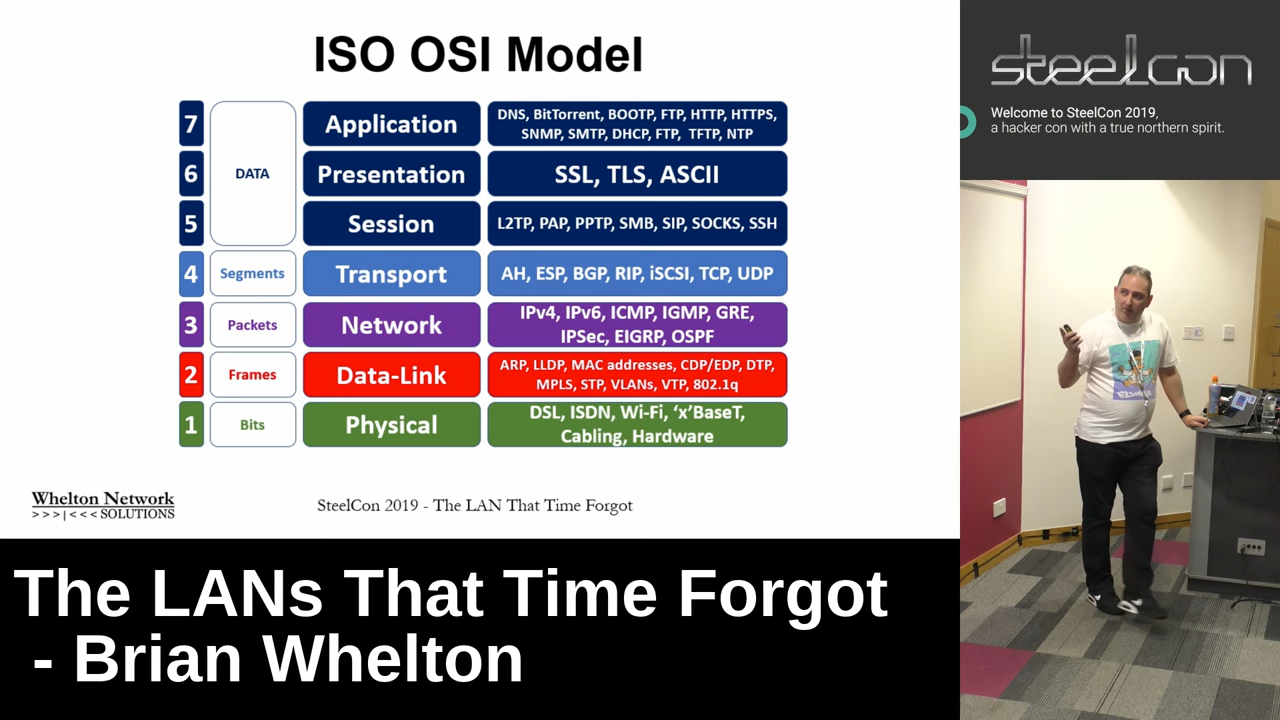 ISO OSI Model
7
DATA
Application
DNS, BitTorrent, BOOTP, FTP, HTTP, HTTPS,
SNMP, SMTP, DHCP, FTP, TFTP, NTP
6
Presentation
SSL, TLS, ASCII
5
Session
L2TP, PAP, PPTP, SMB, SIP, SOCKS, SSH
4
Segments
Transport
AH, ESP, BGP, RIP, iSCSI, TCP, UDP
3
Packets
Network
IPv4, IPv6, ICMP, IGMP, GRE,
IPSec, EIGRP, OSPF
2
Frames
Data-Link
ARP, LLDP, MAC addresses, CDP/EDP, DTP,
MPLS, STP, VLANs, VTP, 802.1q
1
Bits
Physical
DSL, ISDN, Wi-Fi, ‘x’BaseT,
Cabling, Hardware
Whelton Network
>>>|<<< SOLUTIONS
SteelCon 2019 - The LAN That Time Forgot
The LANs That Time Forgot
- Brian Whelton
steelcon
Welcome to SteelCon 2019,
a hacker con with a true northern spirit.